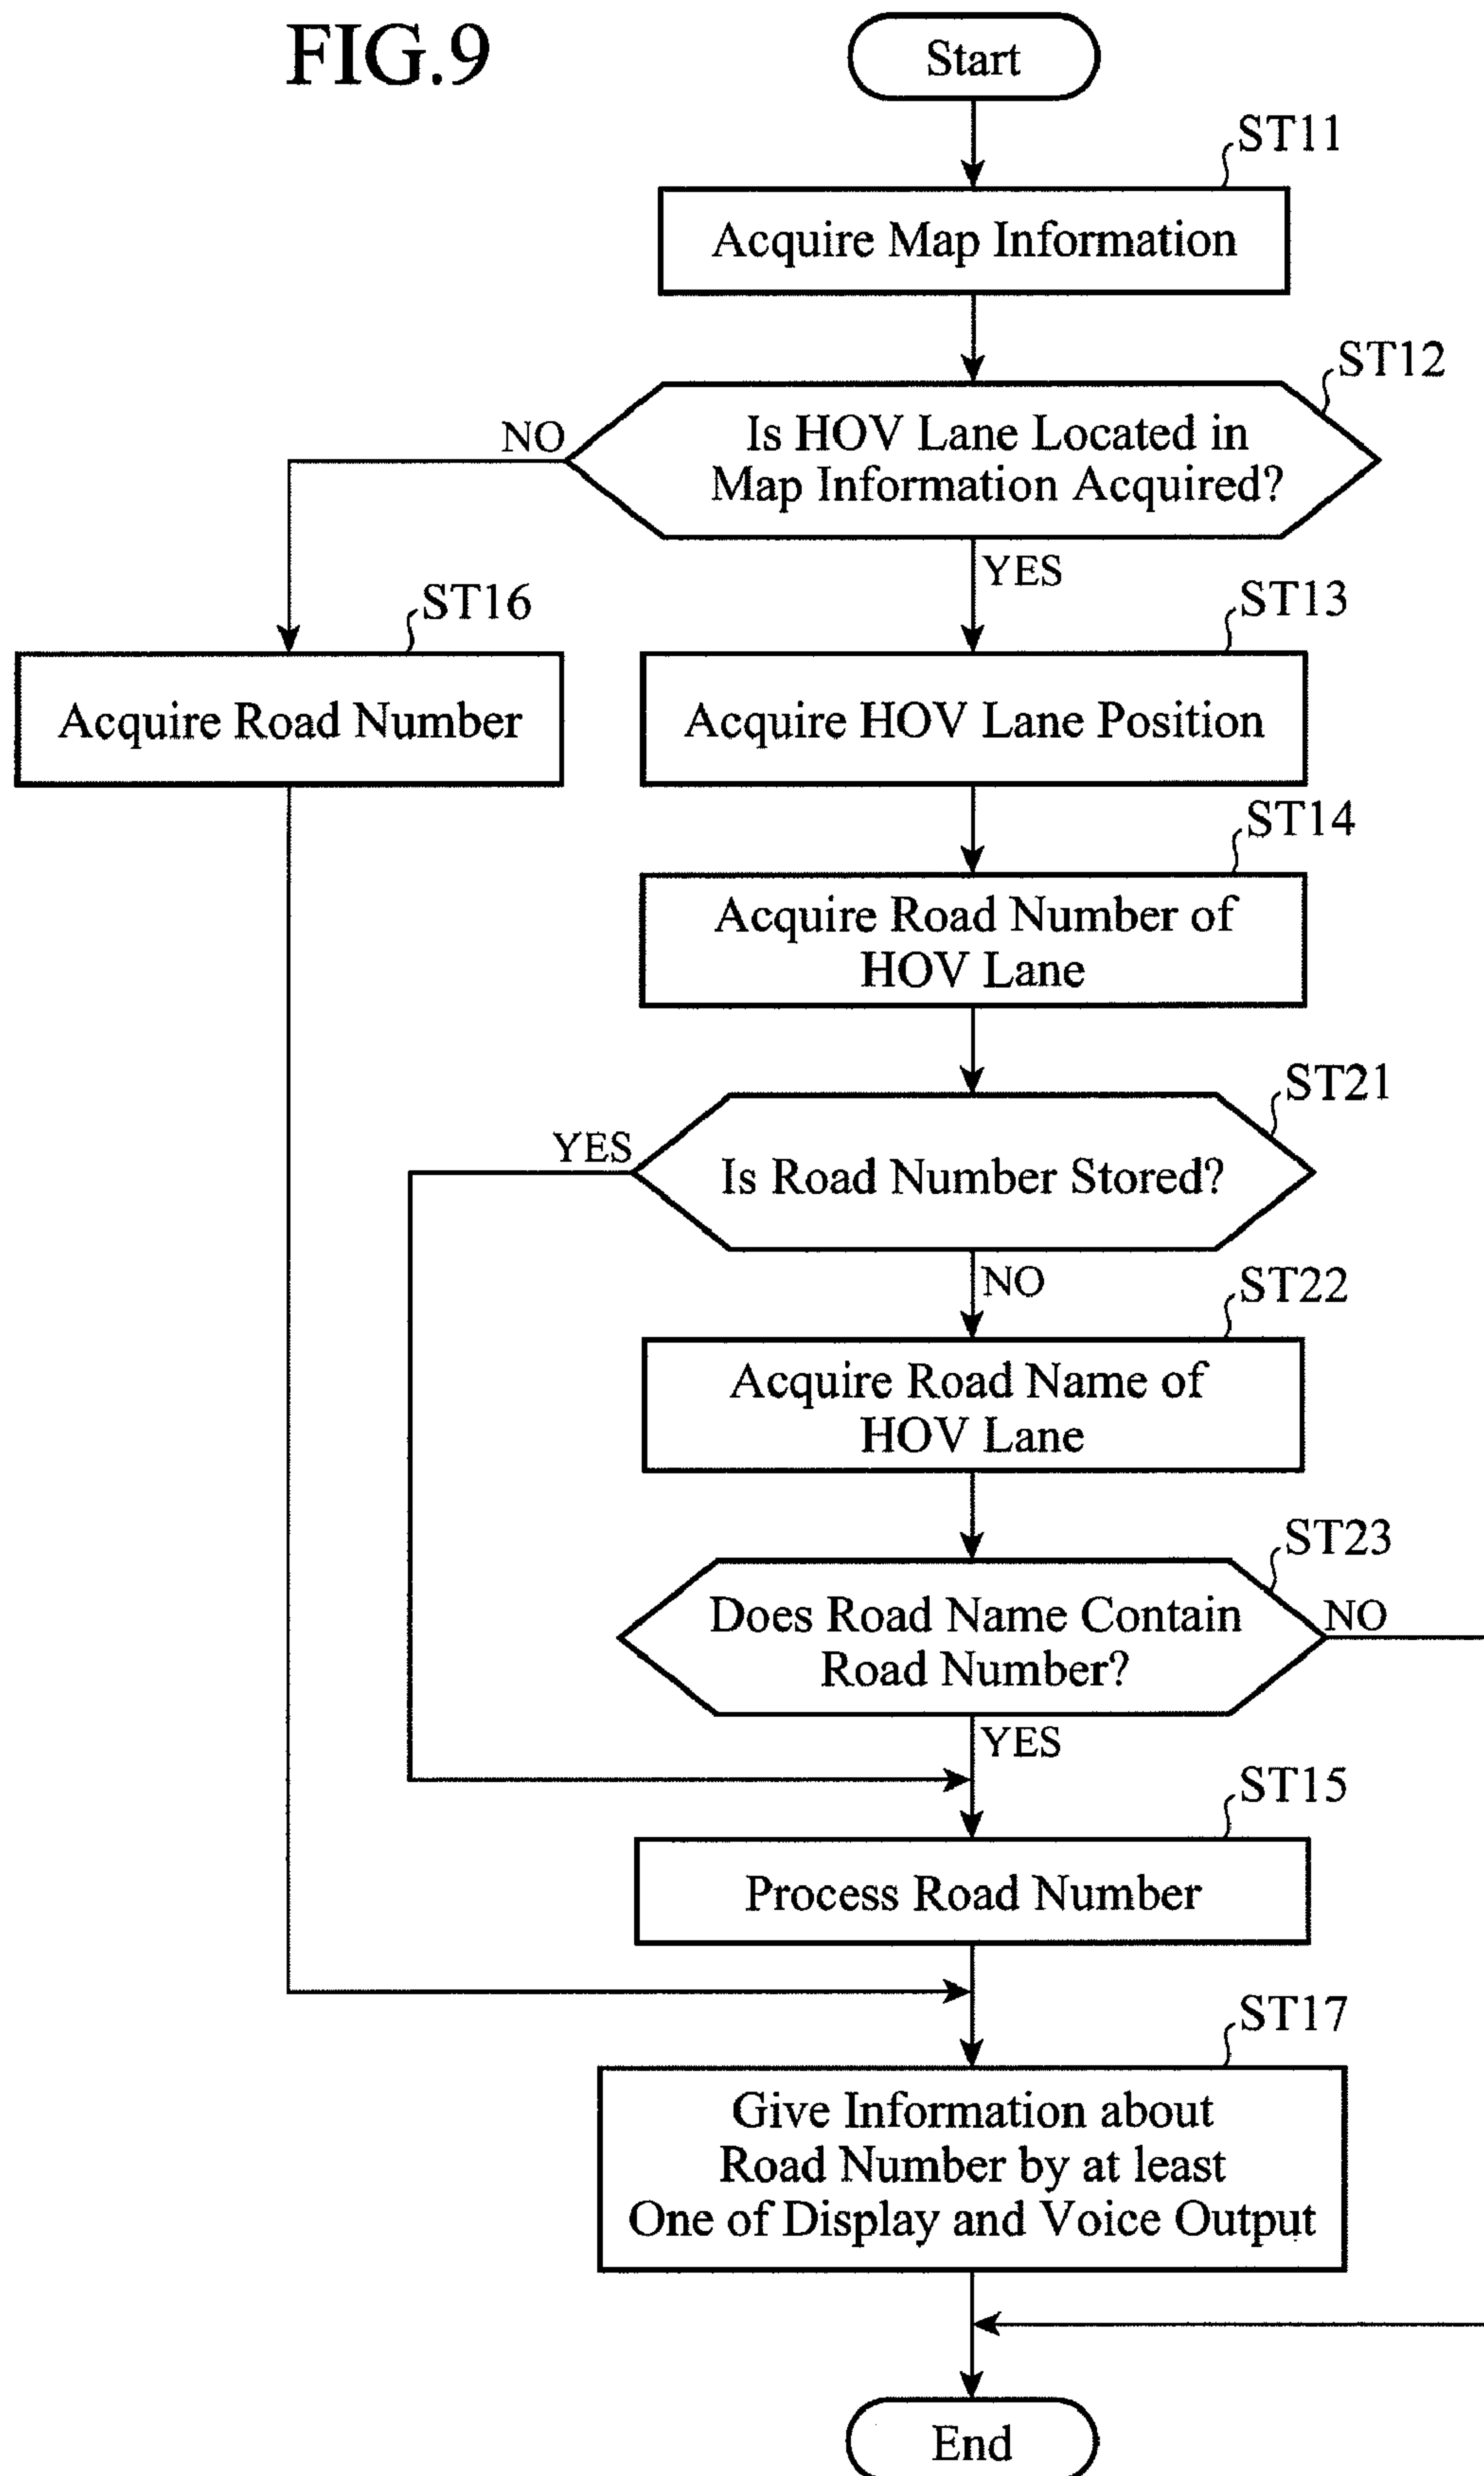 FIG.9
Start
ST11
Acquire Map Information
ST12
Is HOV Lane Located in
Map Information Acquired?
NO
YES
ST16
Acquire Road Number
ST13
Acquire HOV Lane Position
ST14
Acquire Road Number of
HOV Lane
ST21
Is Road Number Stored?
YES
NO
ST22
Acquire Road Name of
HOV Lane
ST23
Does Road Name Contain
Road Number?
NO
YES
ST15
Process Road Number
ST17
Give Information about
Road Number by at least
One of Display and Voice Output
End